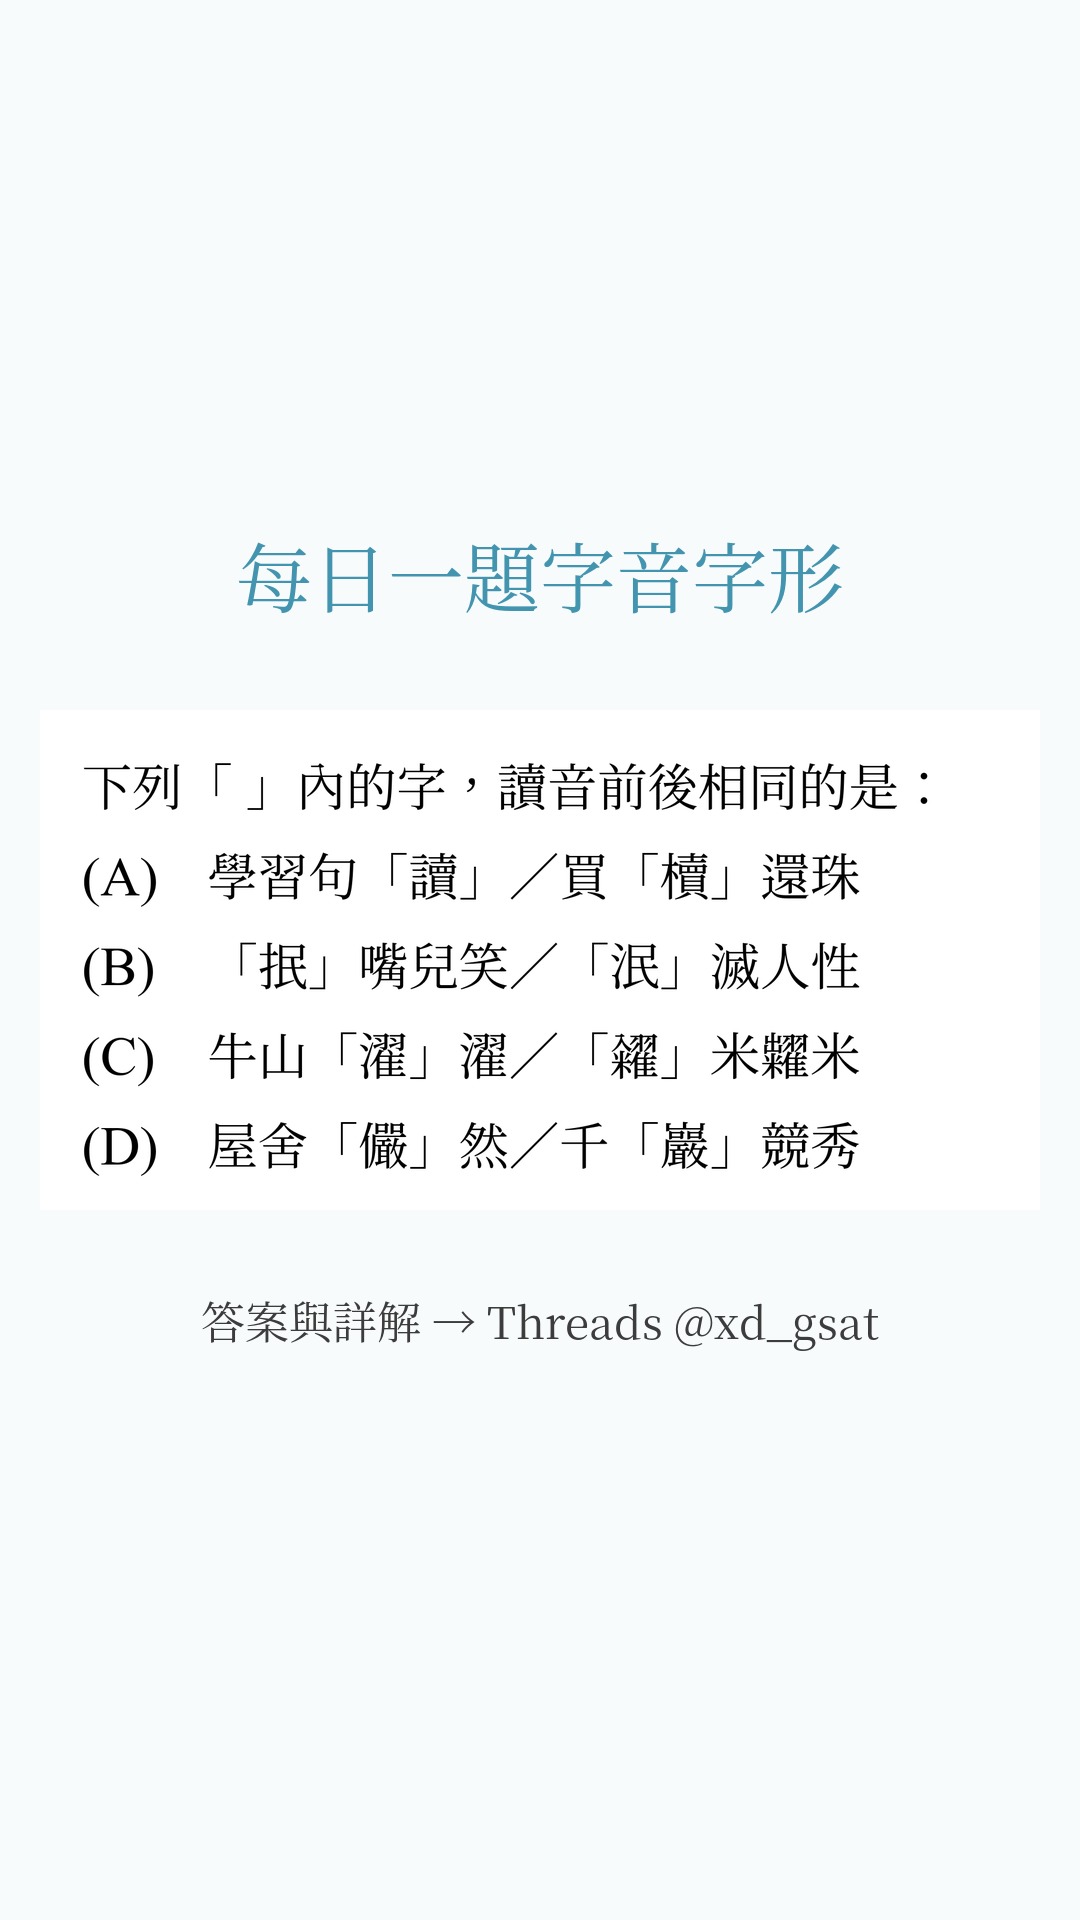 每日一題字音字形
下列「 」內的字，讀音前後相同的是：
(A) 學習句「讀」／買「櫝」還珠
(B) 「抿」嘴兒笑／「泯」滅人性
(C) 牛山「濯」濯／「糴」米糶米
(D) 屋舍「儼」然／千「巖」競秀
答案與詳解 → Threads @xd_gsat